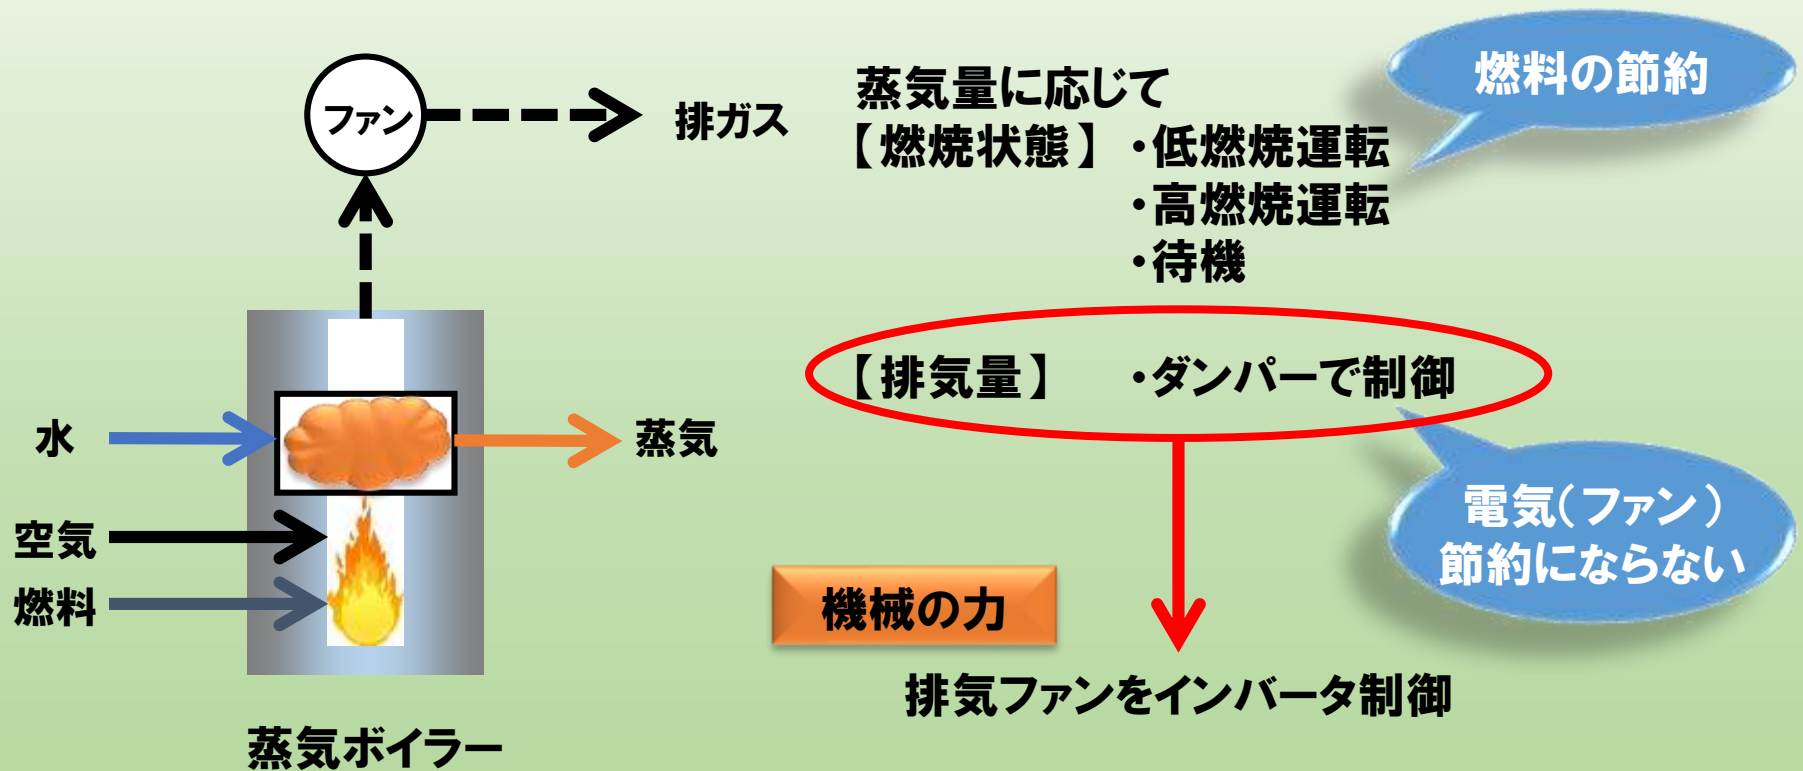 ファン
排ガス
水
蒸気
空気
燃料
蒸気ボイラー
蒸気量に応じて
【燃焼状態】 ・低燃焼運転
・高燃焼運転
・待機
燃料の節約
【排気量】 ・ダンパーで制御
電気(ファン)
節約にならない
機械の力
排気ファンをインバータ制御